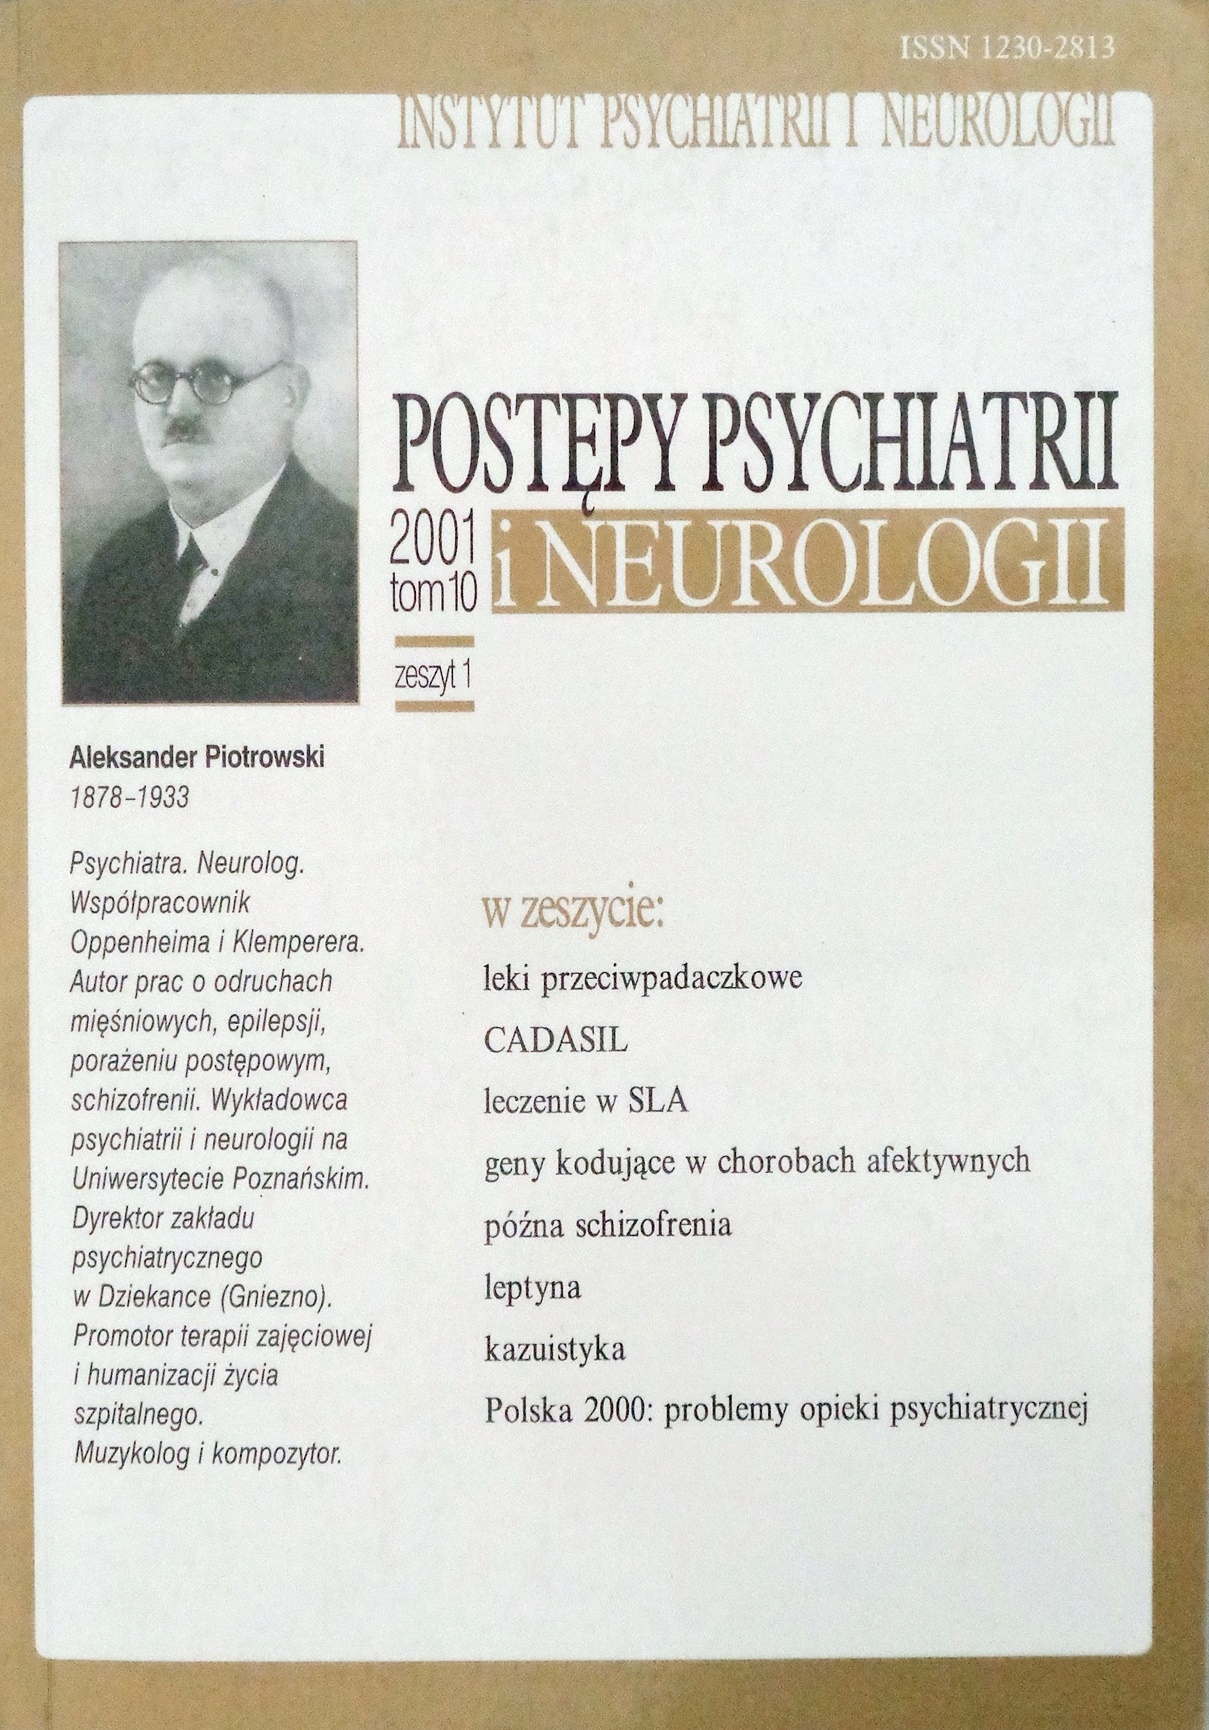 ISSN 1230-2813
INSTYTUT PSYCHIATRII I NEUROLOGII
POSTĘPY PSYCHIATRII
i NEUROLOGII
2001
tom 10
zeszyt 1
Aleksander Piotrowski
1878–1933
Psychiatra. Neurolog.
Współpracownik
Oppenheima i Klemperera.
Autor prac o odruchach
mięśniowych, epilepsji,
porażeniu postępowym,
schizofrenii. Wykładowca
psychiatrii i neurologii na
Uniwersytecie Poznańskim.
Dyrektor zakładu
psychiatrycznego
w Dziekance (Gniezno).
Promotor terapii zajęciowej
i humanizacji życia
szpitalnego.
Muzykolog i kompozytor.
w zeszycie:
leki przeciwpadaczkowe
CADASIL
leczenie w SLA
geny kodujące w chorobach afektywnych
późna schizofrenia
leptyna
kazuistyka
Polska 2000: problemy opieki psychiatrycznej